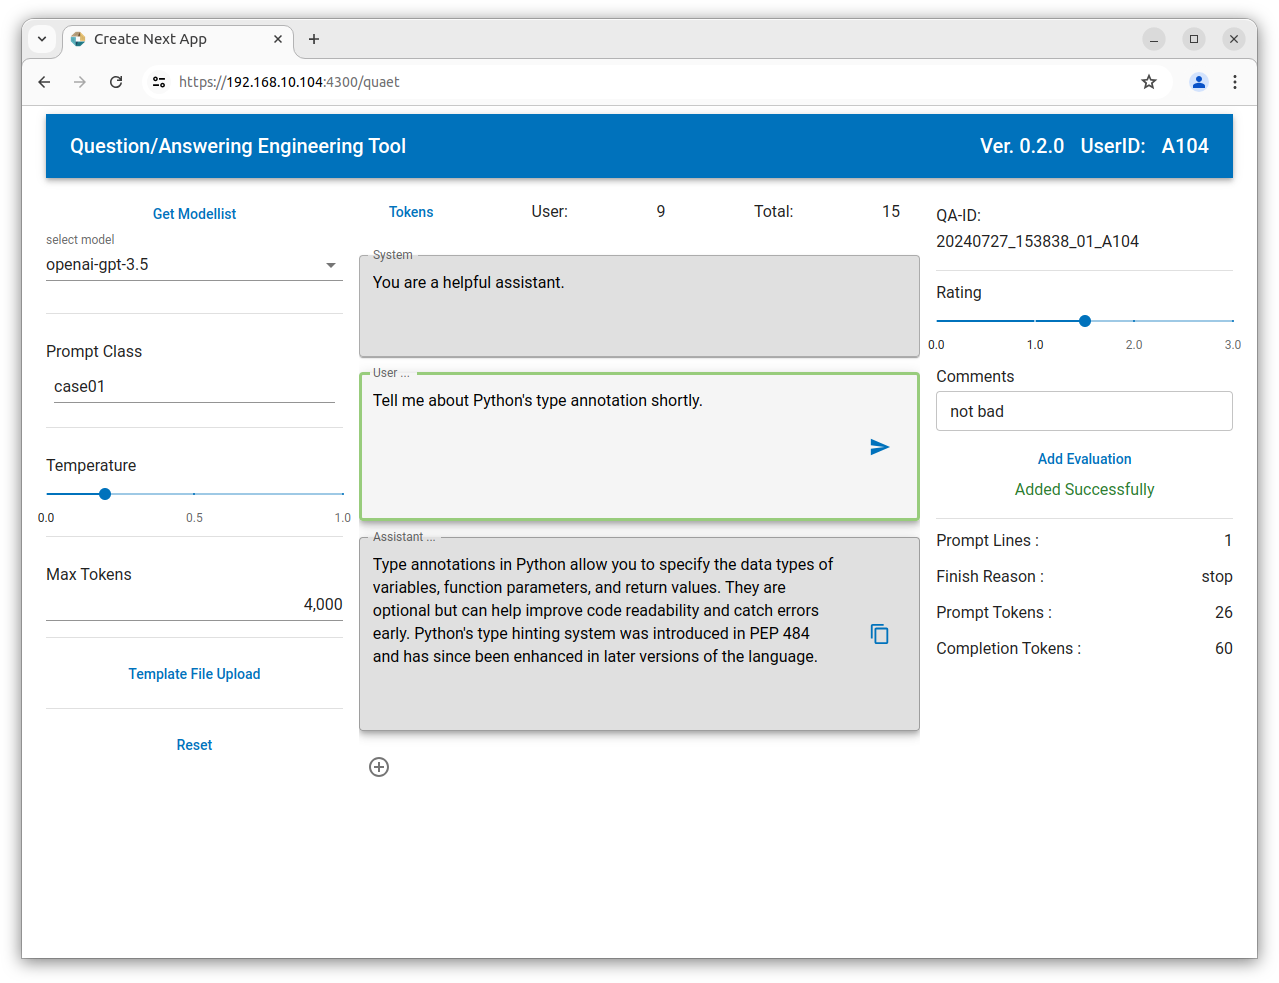 Create Next App
https://192.168.10.104:4300/quaet
Question/Answering Engineering Tool
Ver. 0.2.0 UserID: A104
Get Modellist
select model
openai-gpt-3.5
Prompt Class
case01
Temperature
0.0 0.5 1.0
Max Tokens
4,000
Template File Upload
Reset
Tokens User: 9 Total: 15
System
You are a helpful assistant.
User ...
Tell me about Python's type annotation shortly.
Assistant ...
Type annotations in Python allow you to specify the data types of
variables, function parameters, and return values. They are
optional but can help improve code readability and catch errors
early. Python's type hinting system was introduced in PEP 484
and has since been enhanced in later versions of the language.
QA-ID:
20240727_153838_01_A104
Rating
0.0 1.0 2.0 3.0
Comments
not bad
Add Evaluation
Added Successfully
Prompt Lines : 1
Finish Reason : stop
Prompt Tokens : 26
Completion Tokens : 60